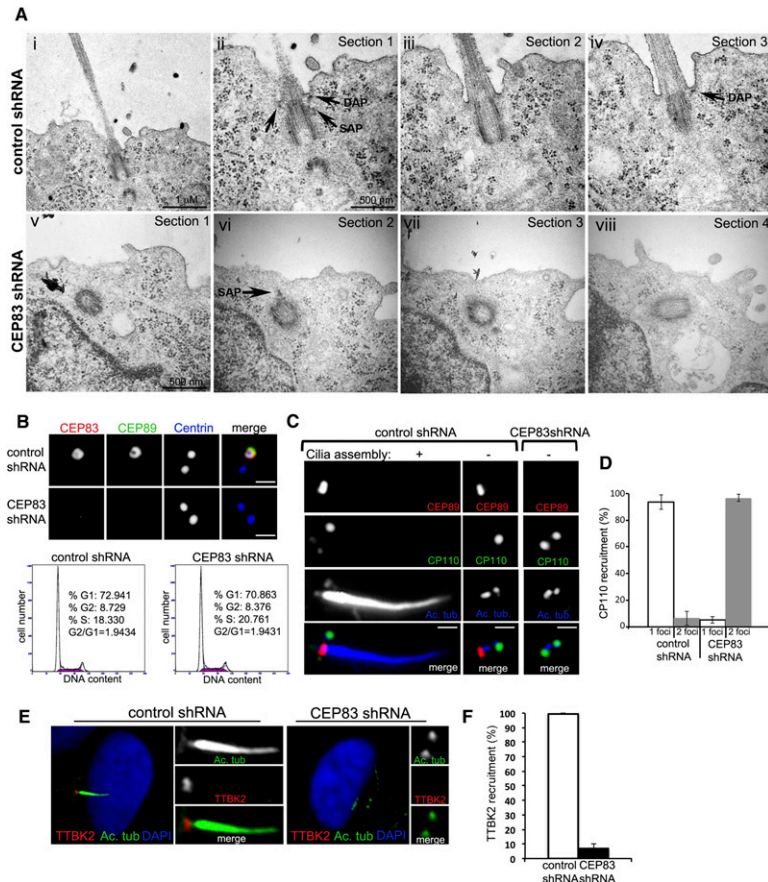 A
control shRNA
i
1 uM
ii
Section 1
DAP
SAP
500 nm
iii
Section 2
iv
Section 3
DAP
CEP83 shRNA
v
Section 1
500 nm
vi
Section 2
SAP
vii
Section 3
viii
Section 4
B
CEP83 CEP89 Centrin merge
control
shRNA
CEP83
shRNA
control shRNA
cell number
% G1: 72.941
% G2: 8.729
% S: 18.330
G2/G1=1.9434
DNA content
CEP83 shRNA
cell number
% G1: 70.863
% G2: 8.376
% S: 20.761
G2/G1=1.9431
DNA content
C
control shRNA CEP83shRNA
Cilia assembly: + - -
CEP89 CEP89 CEP89
CP110 CP110 CP110
Ac. tub. Ac. tub. Ac. tub.
merge merge merge
D
CP110 recruitment (%)
100
80
60
40
20
0
1 foci 2 foci 1 foci 2 foci
control CEP83
shRNA shRNA
E
control shRNA CEP83 shRNA
TTBK2 Ac. tub DAPI
Ac. tub
TTBK2
merge
TTBK2 Ac. tub DAPI
Ac. tub
TTBK2
merge
F
TTBK2 recruitment (%)
100
90
80
70
60
50
40
30
20
10
0
control CEP83
shRNA shRNA